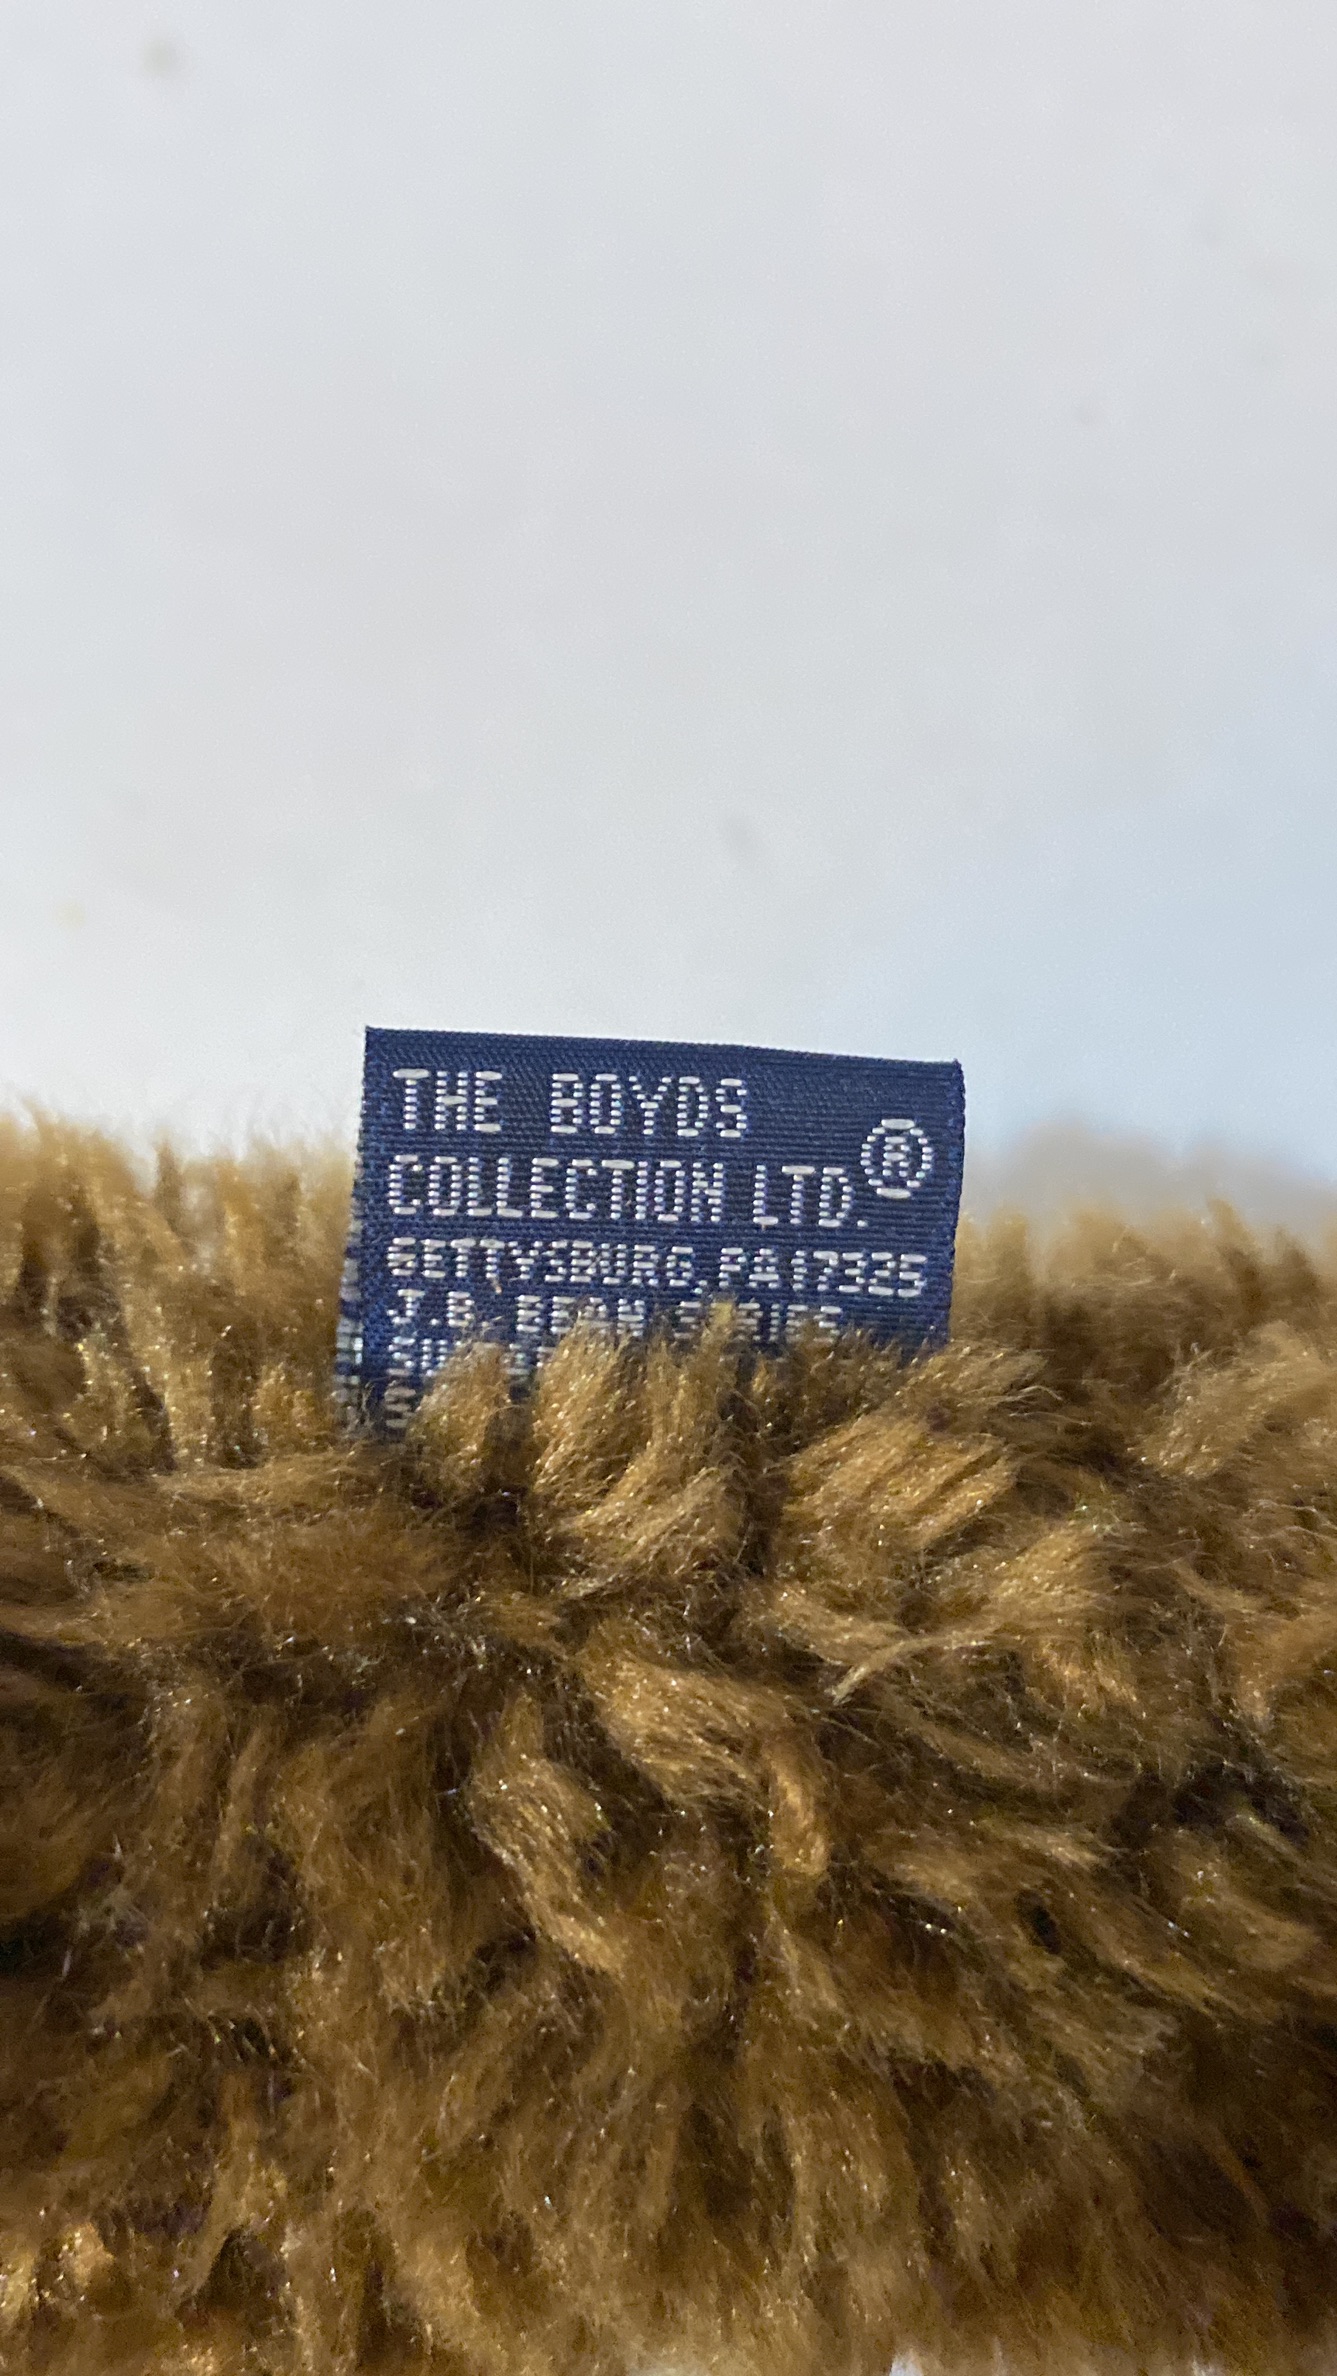 THE BOYDS
COLLECTION LTD.®
GETTYSBURG, PA 17325
J.B. BEAN SERIES